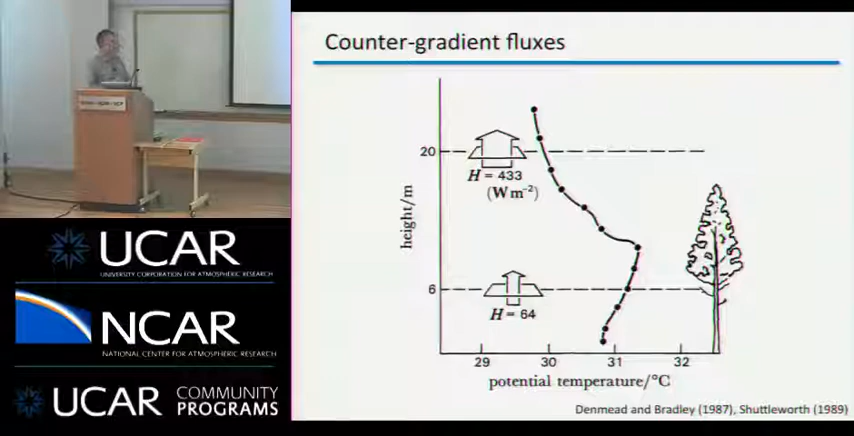 Counter-gradient fluxes
20
H = 433
(W m⁻²)
height/m
6
H = 64
29 30 31 32
potential temperature/°C
Denmead and Bradley (1987), Shuttleworth (1989)
UCAR
UNIVERSITY CORPORATION FOR ATMOSPHERIC RESEARCH
NCAR
NATIONAL CENTER FOR ATMOSPHERIC RESEARCH
UCAR COMMUNITY
PROGRAMS